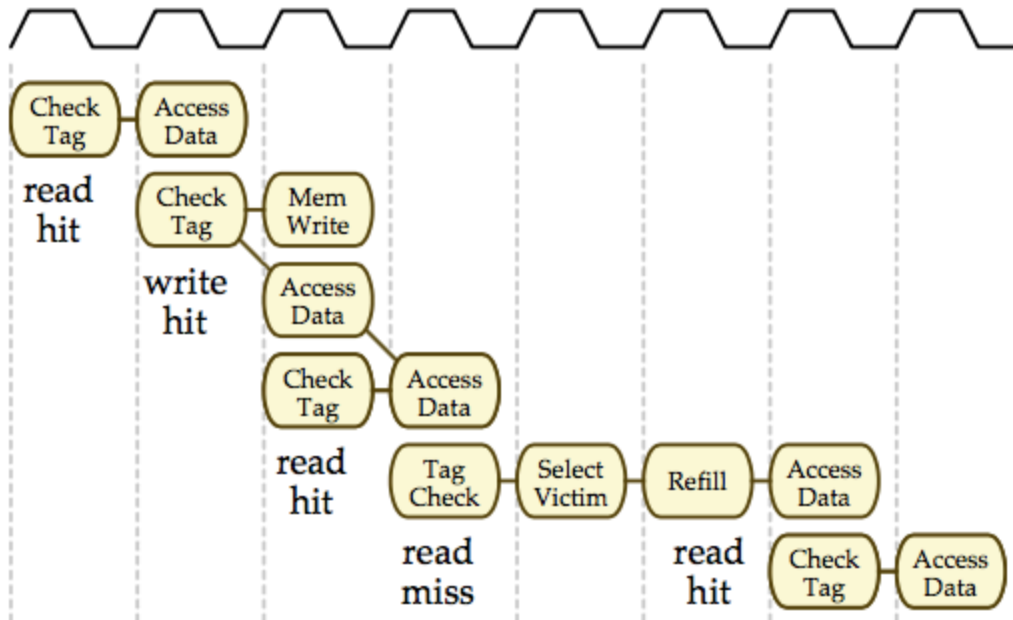 Check
Tag
Access
Data
read
hit
Check
Tag
Mem
Write
write
hit
Access
Data
Check
Tag
Access
Data
read
hit
Tag
Check
Select
Victim
Refill
Access
Data
read
miss
read
hit
Check
Tag
Access
Data